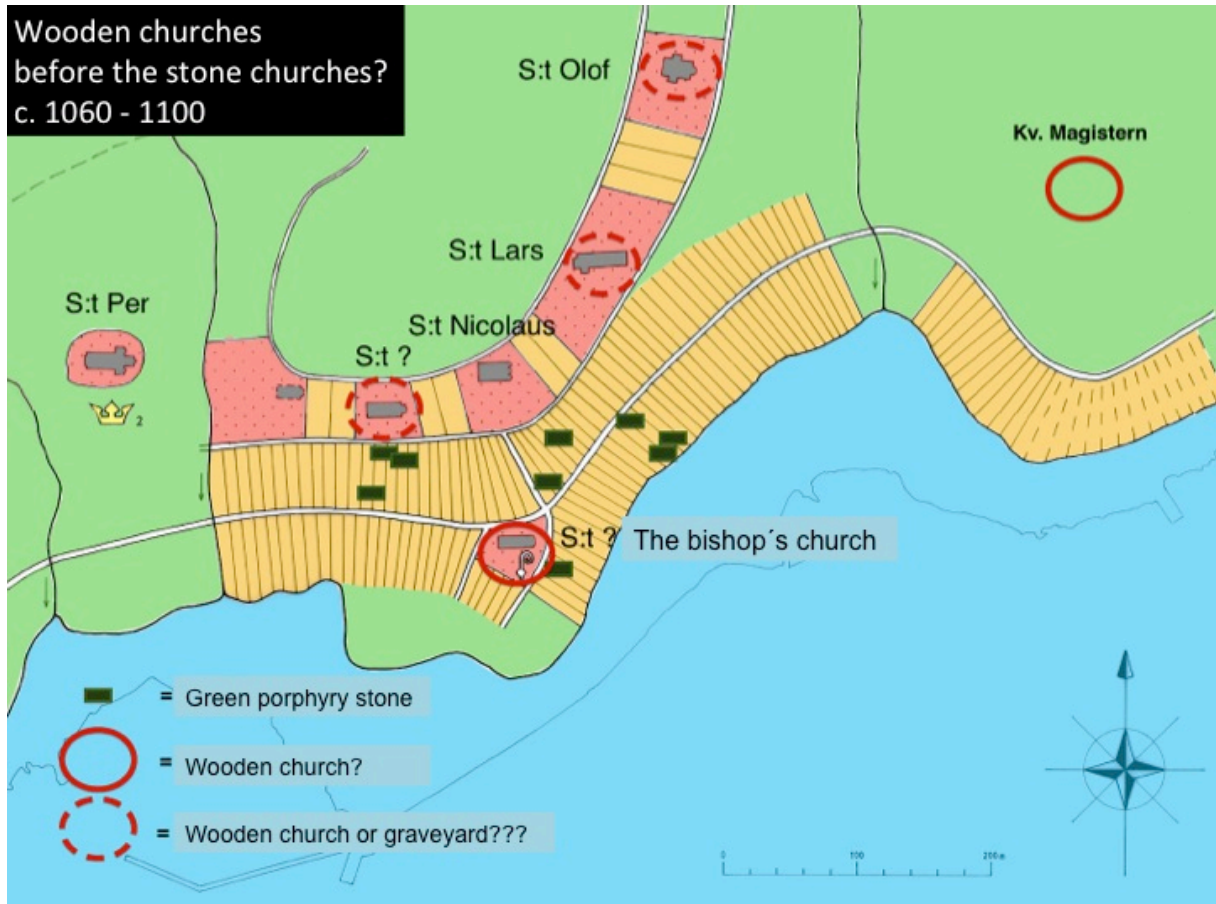 Wooden churches
before the stone churches?
c. 1060 - 1100
S:t Olof
Kv. Magistern
S:t Lars
S:t Per
S:t Nicolaus
S:t ?
2
S:t ? The bishop´s church
= Green porphyry stone
= Wooden church?
= Wooden church or graveyard???
0 100 200 m